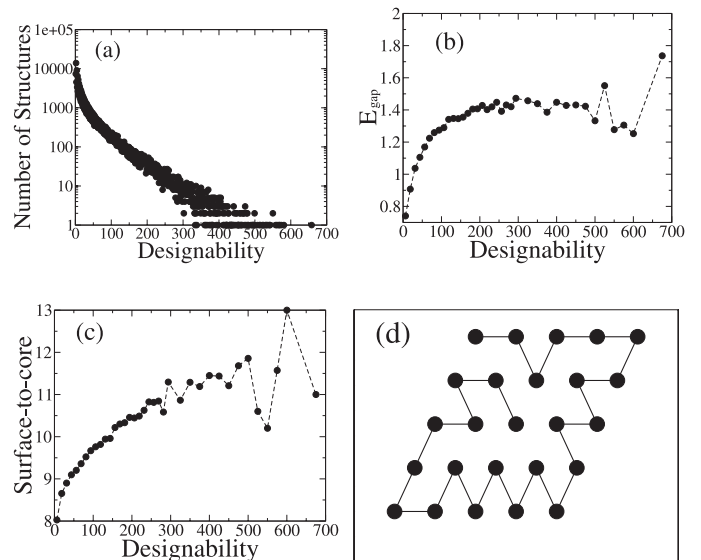 (a)
Number of Structures
1e+05
10000
1000
100
10
1
0 100 200 300 400 500 600 700
Designability
(b)
E_gap
2
1.8
1.6
1.4
1.2
1
0.8
0 100 200 300 400 500 600 700
Designability
(c)
Surface-to-core
13
12
11
10
9
8
0 100 200 300 400 500 600 700
Designability
(d)